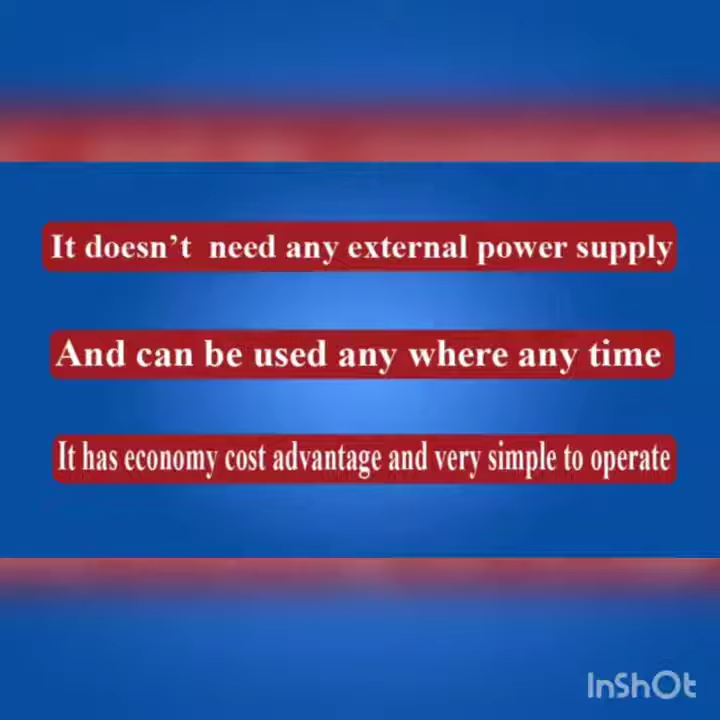 It doesn’t  need any external power supply
And can be used any where any time
It has economy cost advantage and very simple to operate
InShOt